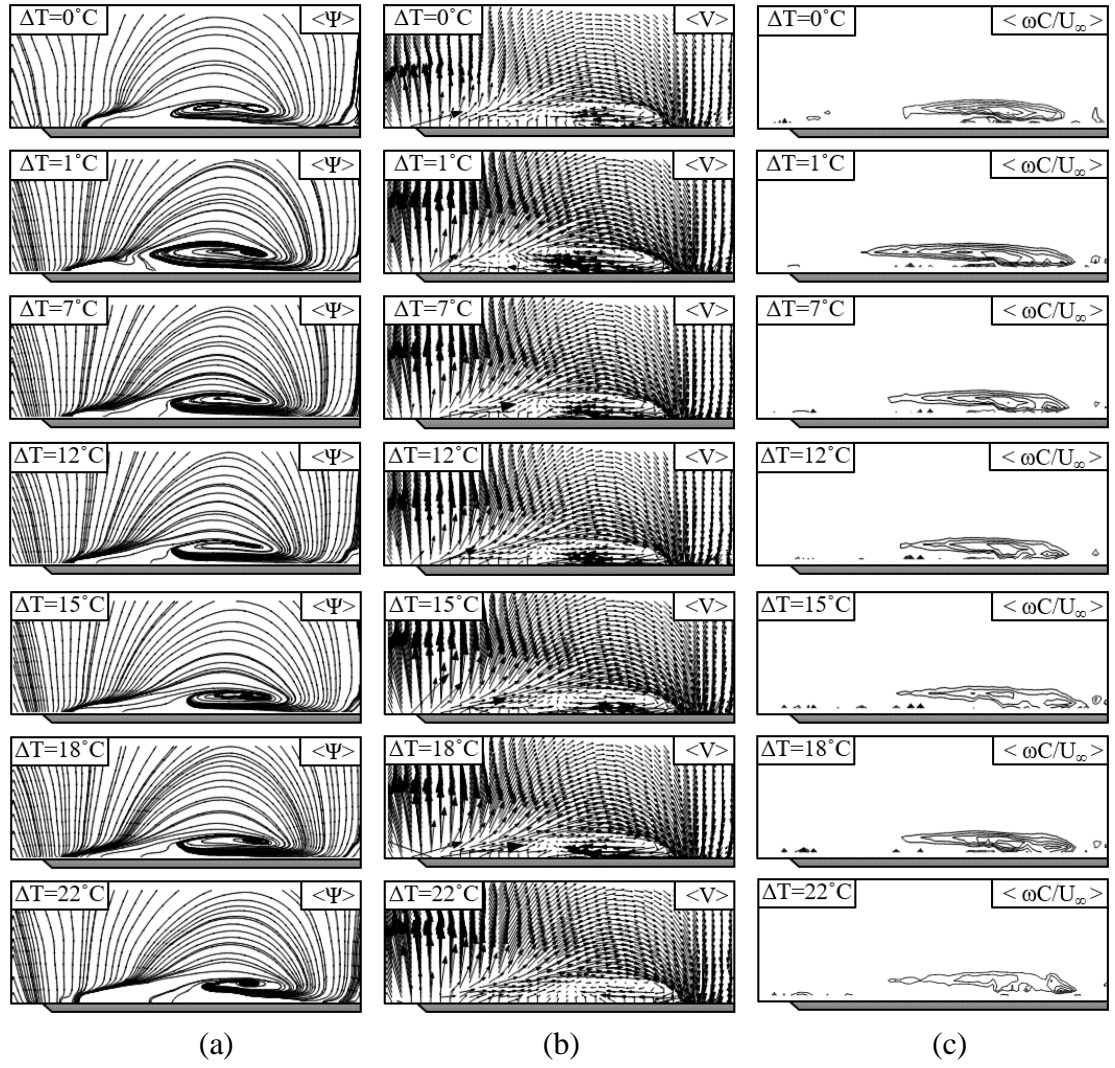 ΔT=0˚C <Ψ> ΔT=0˚C <V> ΔT=0˚C < ωC/U∞ >
ΔT=1˚C <Ψ> ΔT=1˚C <V> ΔT=1˚C < ωC/U∞ >
ΔT=7˚C <Ψ> ΔT=7˚C <V> ΔT=7˚C < ωC/U∞ >
ΔT=12˚C <Ψ> ΔT=12˚C <V> ΔT=12˚C < ωC/U∞ >
ΔT=15˚C <Ψ> ΔT=15˚C <V> ΔT=15˚C < ωC/U∞ >
ΔT=18˚C <Ψ> ΔT=18˚C <V> ΔT=18˚C < ωC/U∞ >
ΔT=22˚C <Ψ> ΔT=22˚C <V> ΔT=22˚C < ωC/U∞ >
(a) (b) (c)